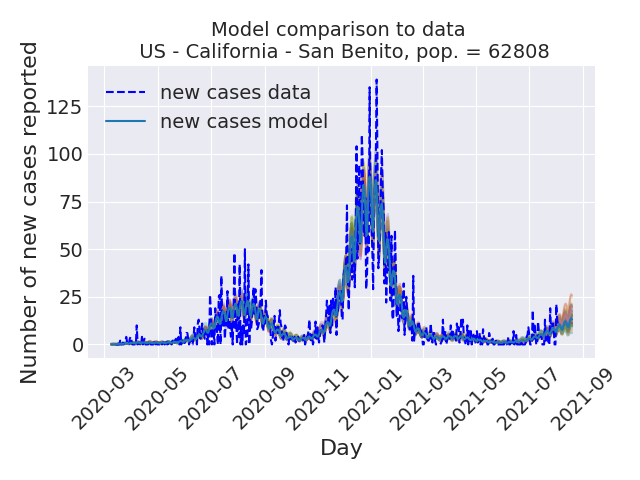 Model comparison to data
US - California - San Benito, pop. = 62808
Number of new cases reported
125
100
75
50
25
0
new cases data
new cases model
2020-03
2020-05
2020-07
2020-09
2020-11
2021-01
2021-03
2021-05
2021-07
2021-09
Day